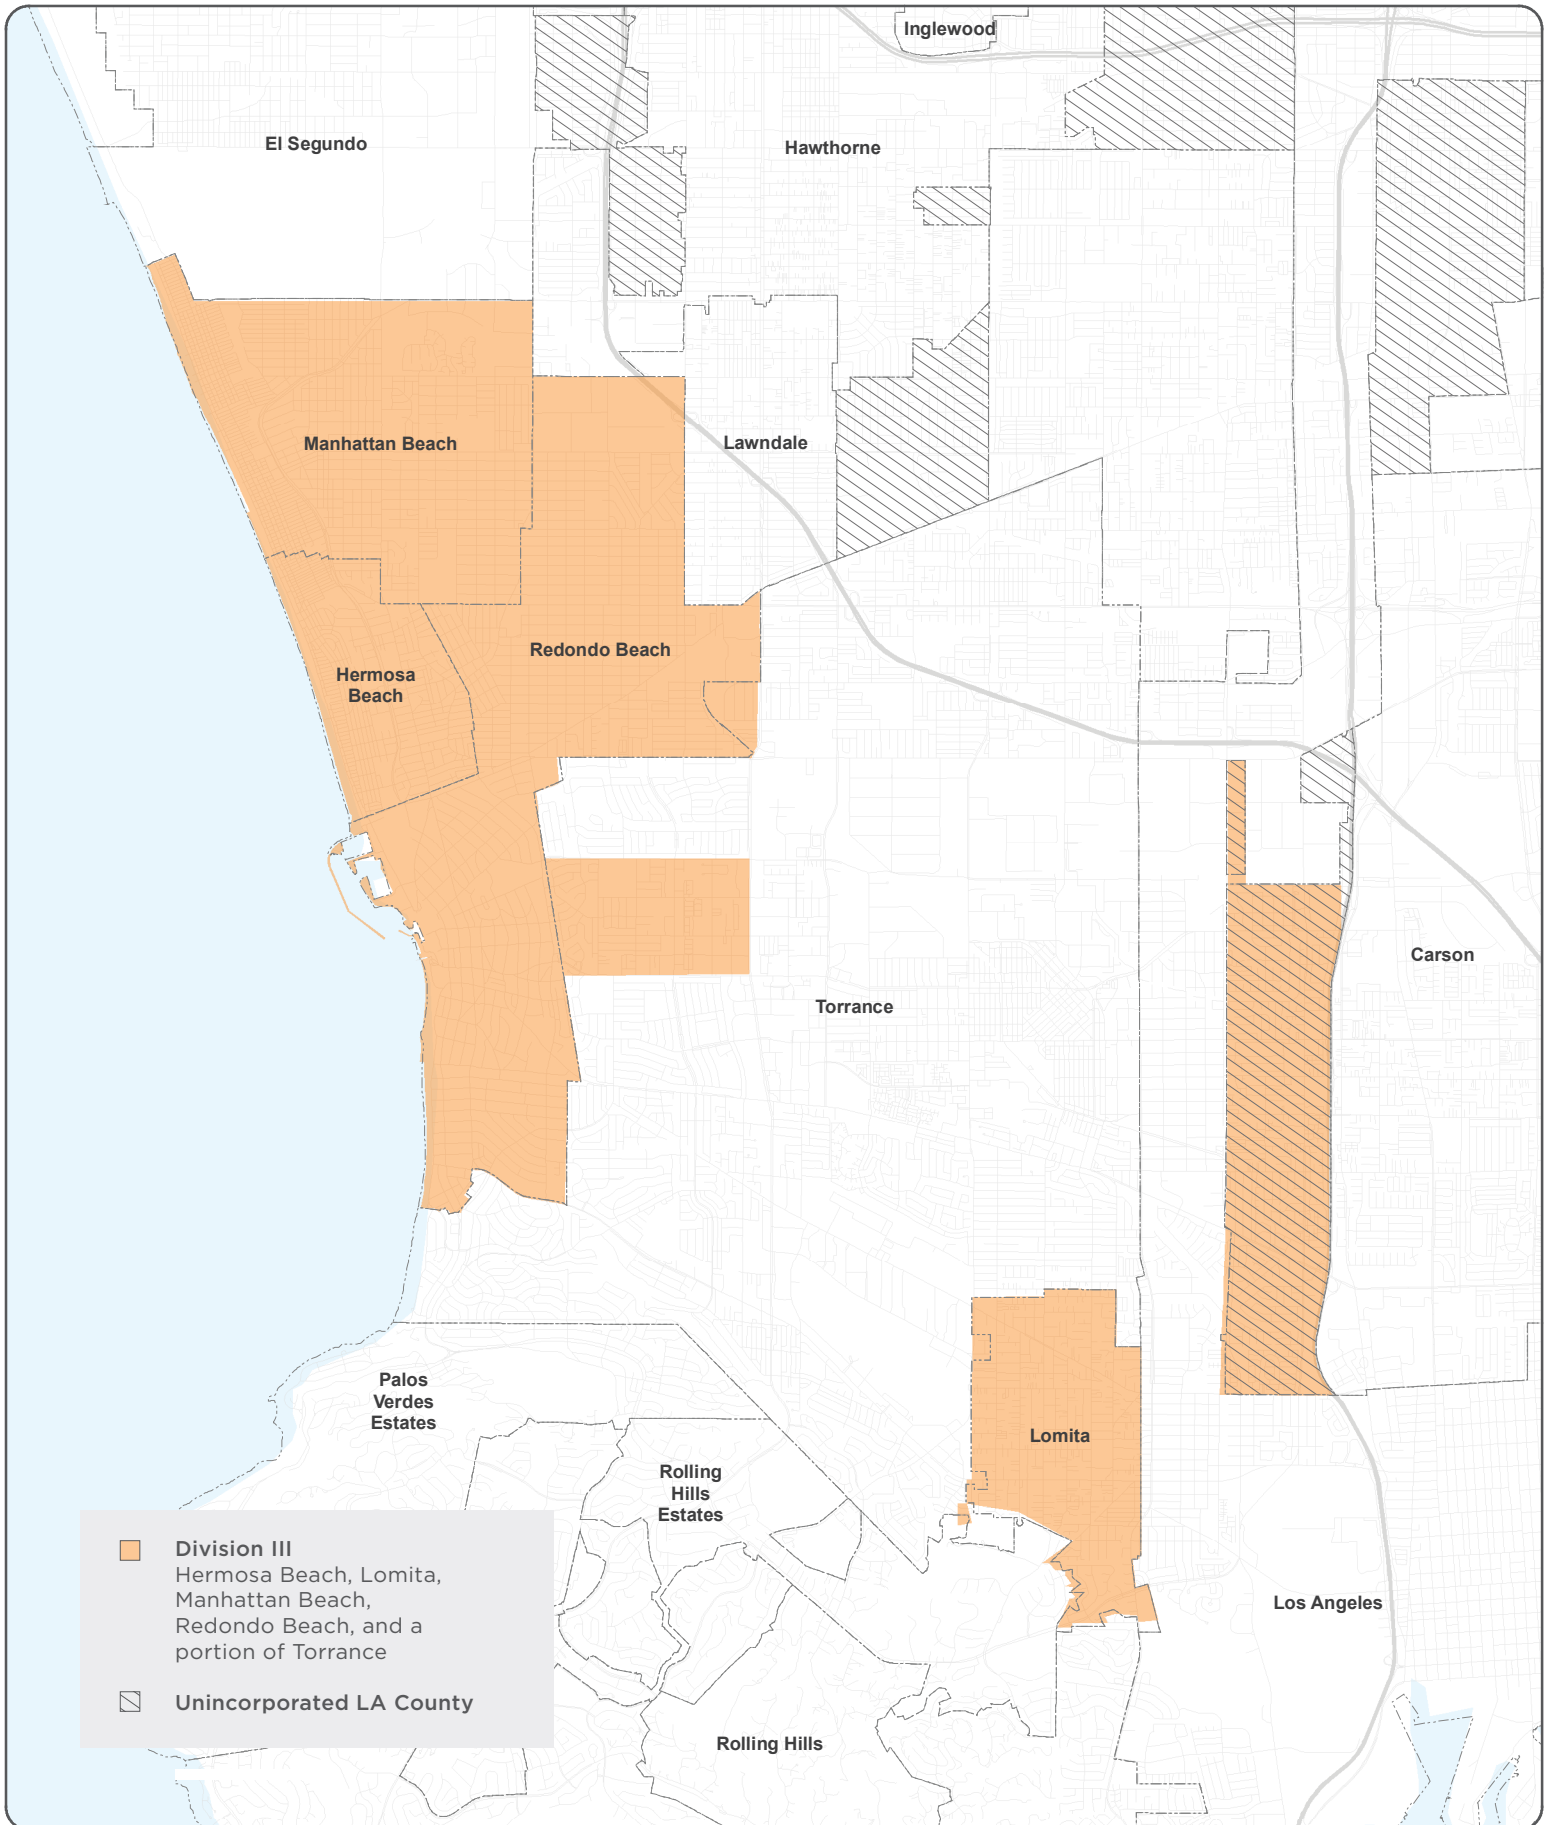 Inglewood
El Segundo
Hawthorne
Manhattan Beach
Lawndale
Redondo Beach
Hermosa
Beach
Carson
Torrance
Palos
Verdes
Estates
Lomita
Rolling
Hills
Estates
Division III
Hermosa Beach, Lomita,
Manhattan Beach,
Redondo Beach, and a
portion of Torrance
Los Angeles
Unincorporated LA County
Rolling Hills